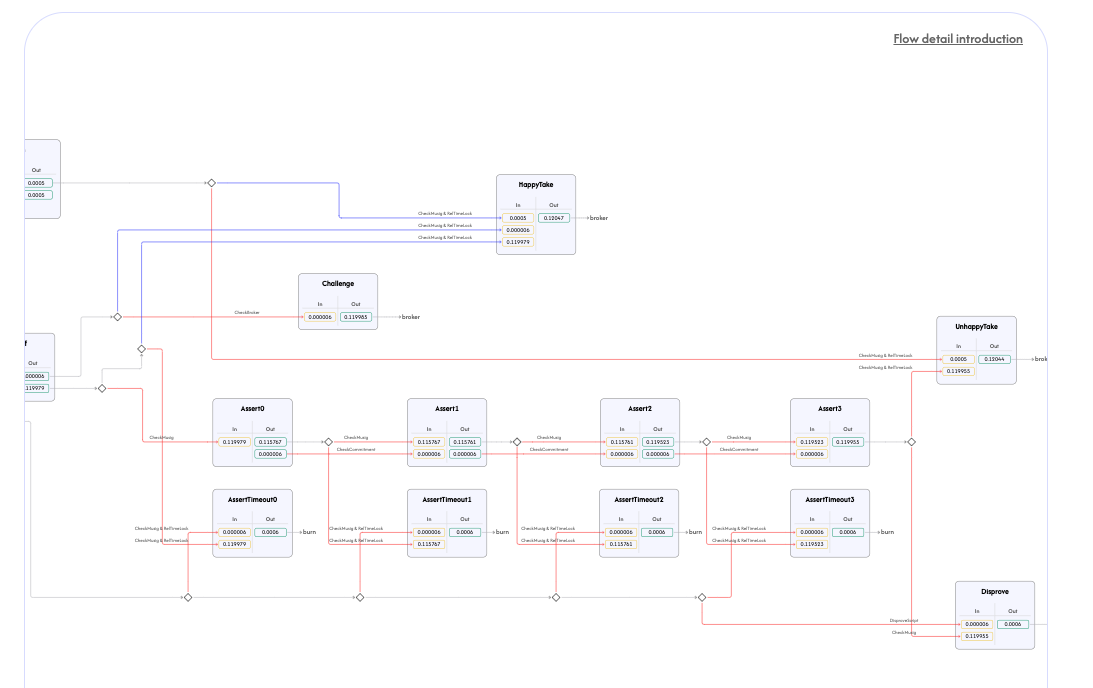 Flow detail introduction
Out
0.0005
0.0005
HappyTake
In Out
CheckMusig & RelTimeLock 0.0005 0.12047 broker
CheckMusig & RelTimeLock 0.000006
CheckMusig & RelTimeLock 0.119979
Challenge
In Out
CheckBroker 0.000006 0.119985 broker
UnhappyTake
In Out
CheckMusig & RelTimeLock 0.0005 0.12044 brok
CheckMusig & RelTimeLock 0.119955
Out
0.000006
0.119979
Assert0 Assert1 Assert2 Assert3
In Out In Out In Out In Out
CheckMusig 0.119979 0.115767 CheckMusig 0.115767 0.115761 CheckMusig 0.115761 0.119523 CheckMusig 0.119523 0.119955
0.000006 CheckCommitment 0.000006 0.000006 CheckCommitment 0.000006 0.000006 CheckCommitment 0.000006
AssertTimeout0 AssertTimeout1 AssertTimeout2 AssertTimeout3
In Out In Out In Out In Out
CheckMusig & RelTimeLock 0.000006 0.0006 burn CheckMusig & RelTimeLock 0.000006 0.0006 burn CheckMusig & RelTimeLock 0.000006 0.0006 burn CheckMusig & RelTimeLock 0.000006 0.0006 burn
CheckMusig & RelTimeLock 0.119979 CheckMusig & RelTimeLock 0.115767 CheckMusig & RelTimeLock 0.115761 CheckMusig & RelTimeLock 0.119523
Disprove
In Out
DisproveScript 0.000006 0.0006
CheckMusig 0.119955